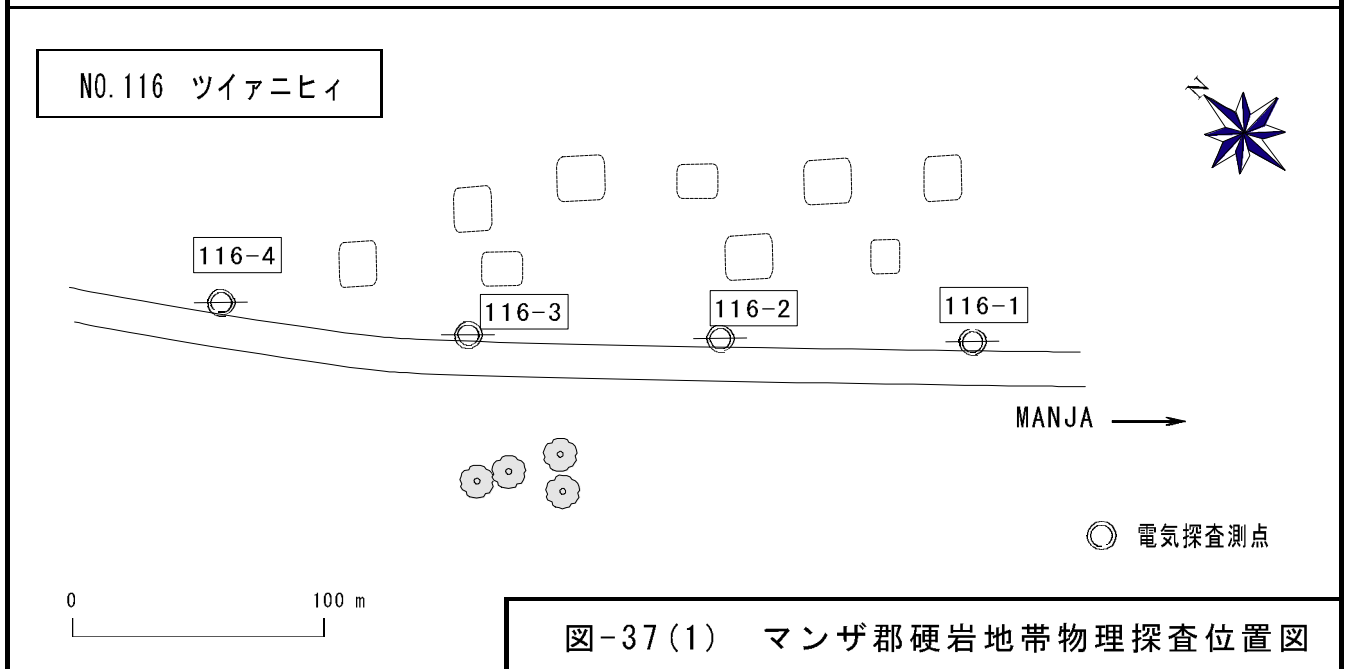 NO.116 ツイァニヒィ
N
116-4
116-3
116-2
116-1
MANJA
電気探査測点
0 100 m
図-37(1) マンザ郡硬岩地帯物理探査位置図